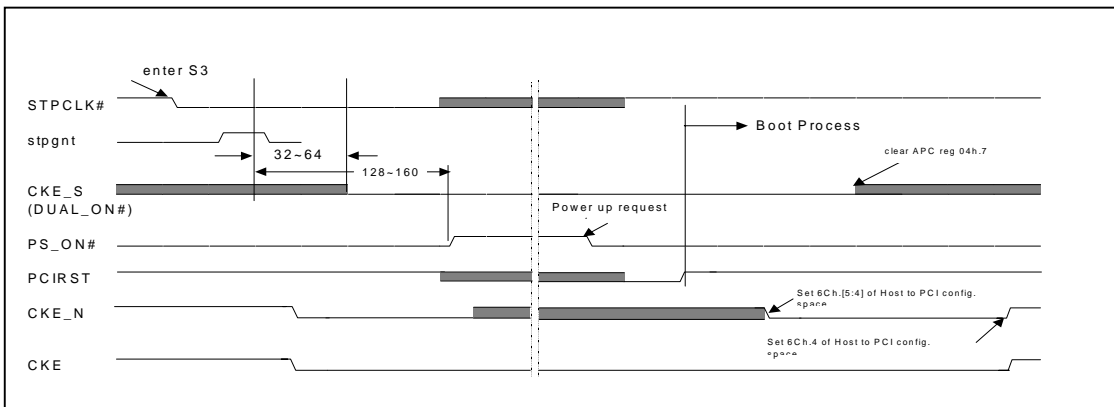 enter S3
STPCLK#
stpgnt
Boot Process
32~64
clear APC reg 04h.7
128~160
CKE_S
(DUAL_ON#)
Power up request
PS_ON#
PCIRST
Set 6Ch.[5:4] of Host to PCI config.
space
CKE_N
Set 6Ch.4 of Host to PCI config.
space
CKE